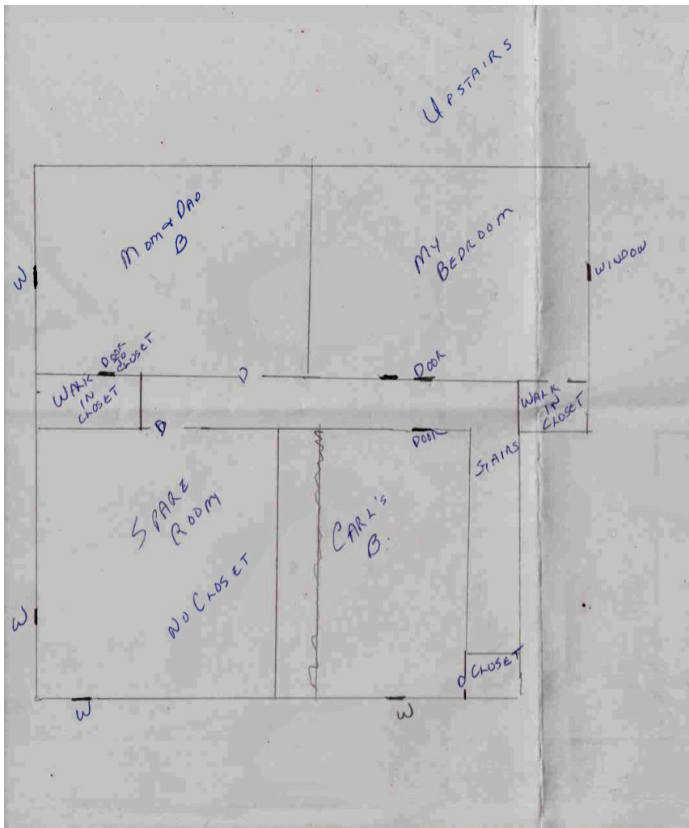 UPSTAIRS
MOM & DAD
B
MY
BEDROOM
W
WINDOW
DOOR
TO
CLOSET
WALK
IN
CLOSET
D
DOOR
WALK
IN
CLOSET
D
DOOR
STAIRS
SPARE
ROOM
CARL'S
B.
NO CLOSET
W
D
CLOSET
W
W